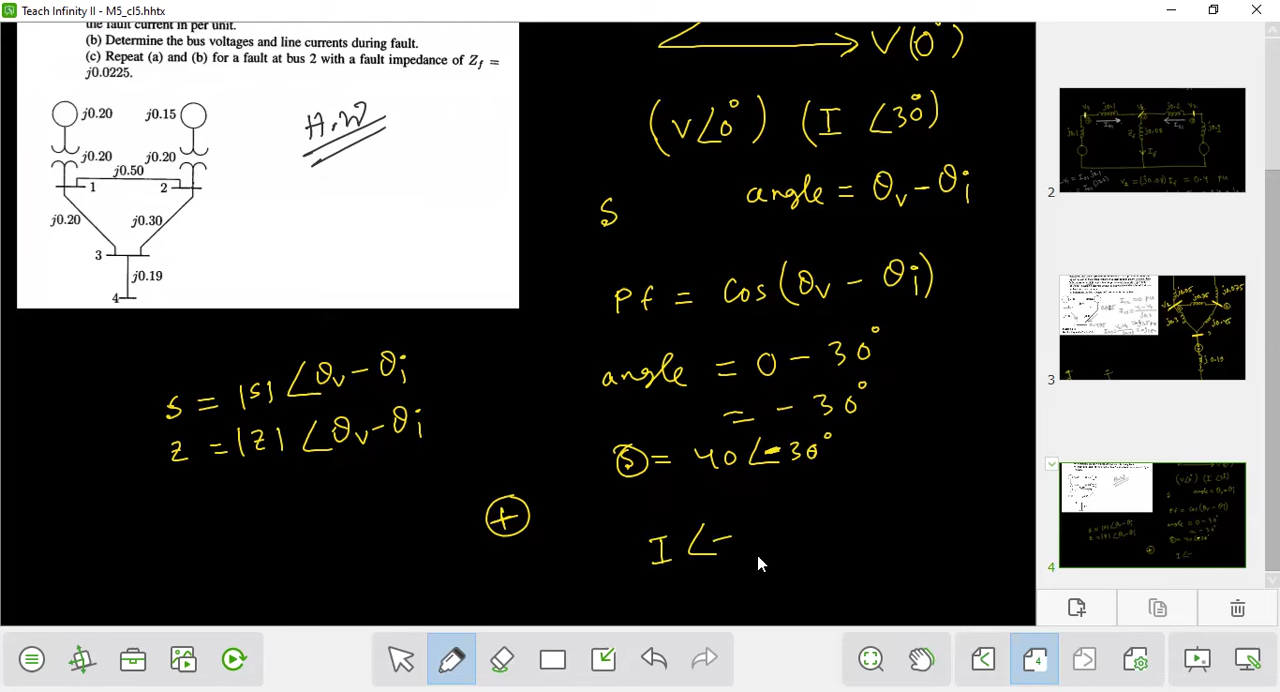 Teach Infinity II - M5_cl5.hhtx
the fault current in per unit.
(b) Determine the bus voltages and line currents during fault.
(c) Repeat (a) and (b) for a fault at bus 2 with a fault impedance of Zf =
j0.0225.
j0.20 j0.15
j0.20 j0.20
j0.50
1 2
j0.20 j0.30
3
j0.19
4
H.W
V(0°)
(V∠0°) (I ∠30°)
S angle = θv - θi
Pf = Cos(θv - θi)
angle = 0 - 30°
= - 30°
S = 40∠-30°
I ∠-
S = |S| ∠θv - θi
Z = |Z| ∠θv - θi
+
2
3
4
4